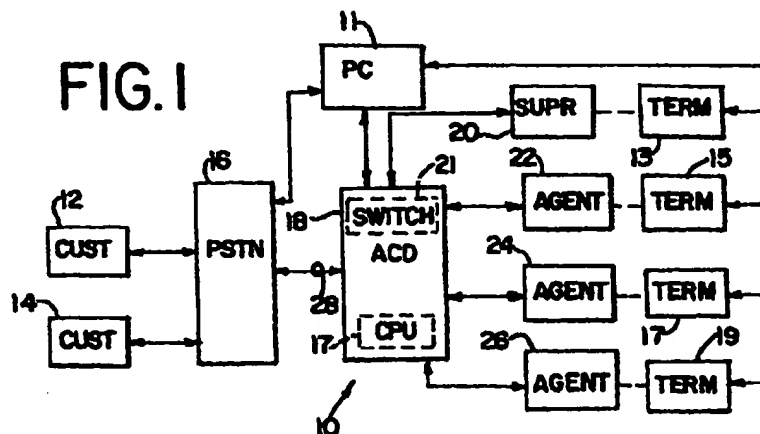 FIG. 1
11
PC
SUPR
TERM
20
13
16
21
22
15
12
18
SWITCH
AGENT
TERM
CUST
PSTN
ACD
24
14
28
AGENT
TERM
CUST
17
CPU
17
26
19
AGENT
TERM
10